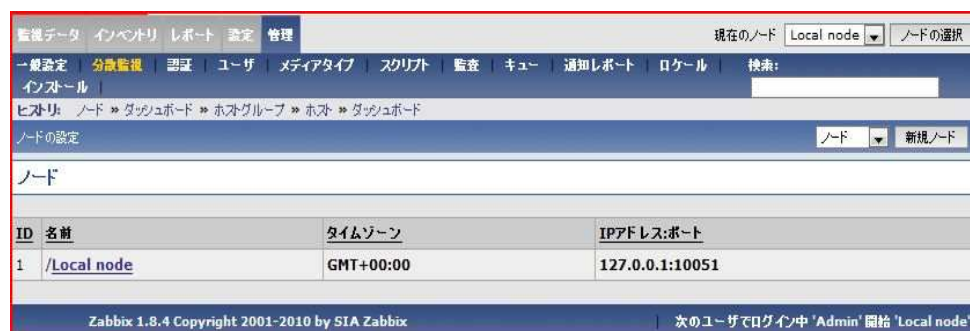 監視データ インベントリ レポート 設定 管理 現在のノード Local node ノードの選択
一般設定 | 分散監視 | 認証 | ユーザ | メディアタイプ | スクリプト | 監査 | キュー | 通知レポート | ロケール | 検索:
インストール |
ヒストリ: ノード » ダッシュボード » ホストグループ » ホスト » ダッシュボード
ノードの設定 ノード 新規ノード
ノード
ID 名前 タイムゾーン IPアドレス:ポート
1 /Local node GMT+00:00 127.0.0.1:10051
Zabbix 1.8.4 Copyright 2001-2010 by SIA Zabbix 次のユーザでログイン中 'Admin' 開始 'Local node'